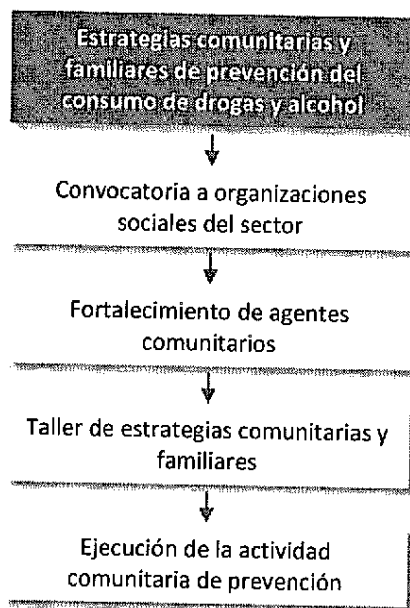 Estrategias comunitarias y
familiares de prevención del
consumo de drogas y alcohol
Convocatoria a organizaciones
sociales del sector
Fortalecimiento de agentes
comunitarios
Taller de estrategias comunitarias y
familiares
Ejecución de la actividad
comunitaria de prevención